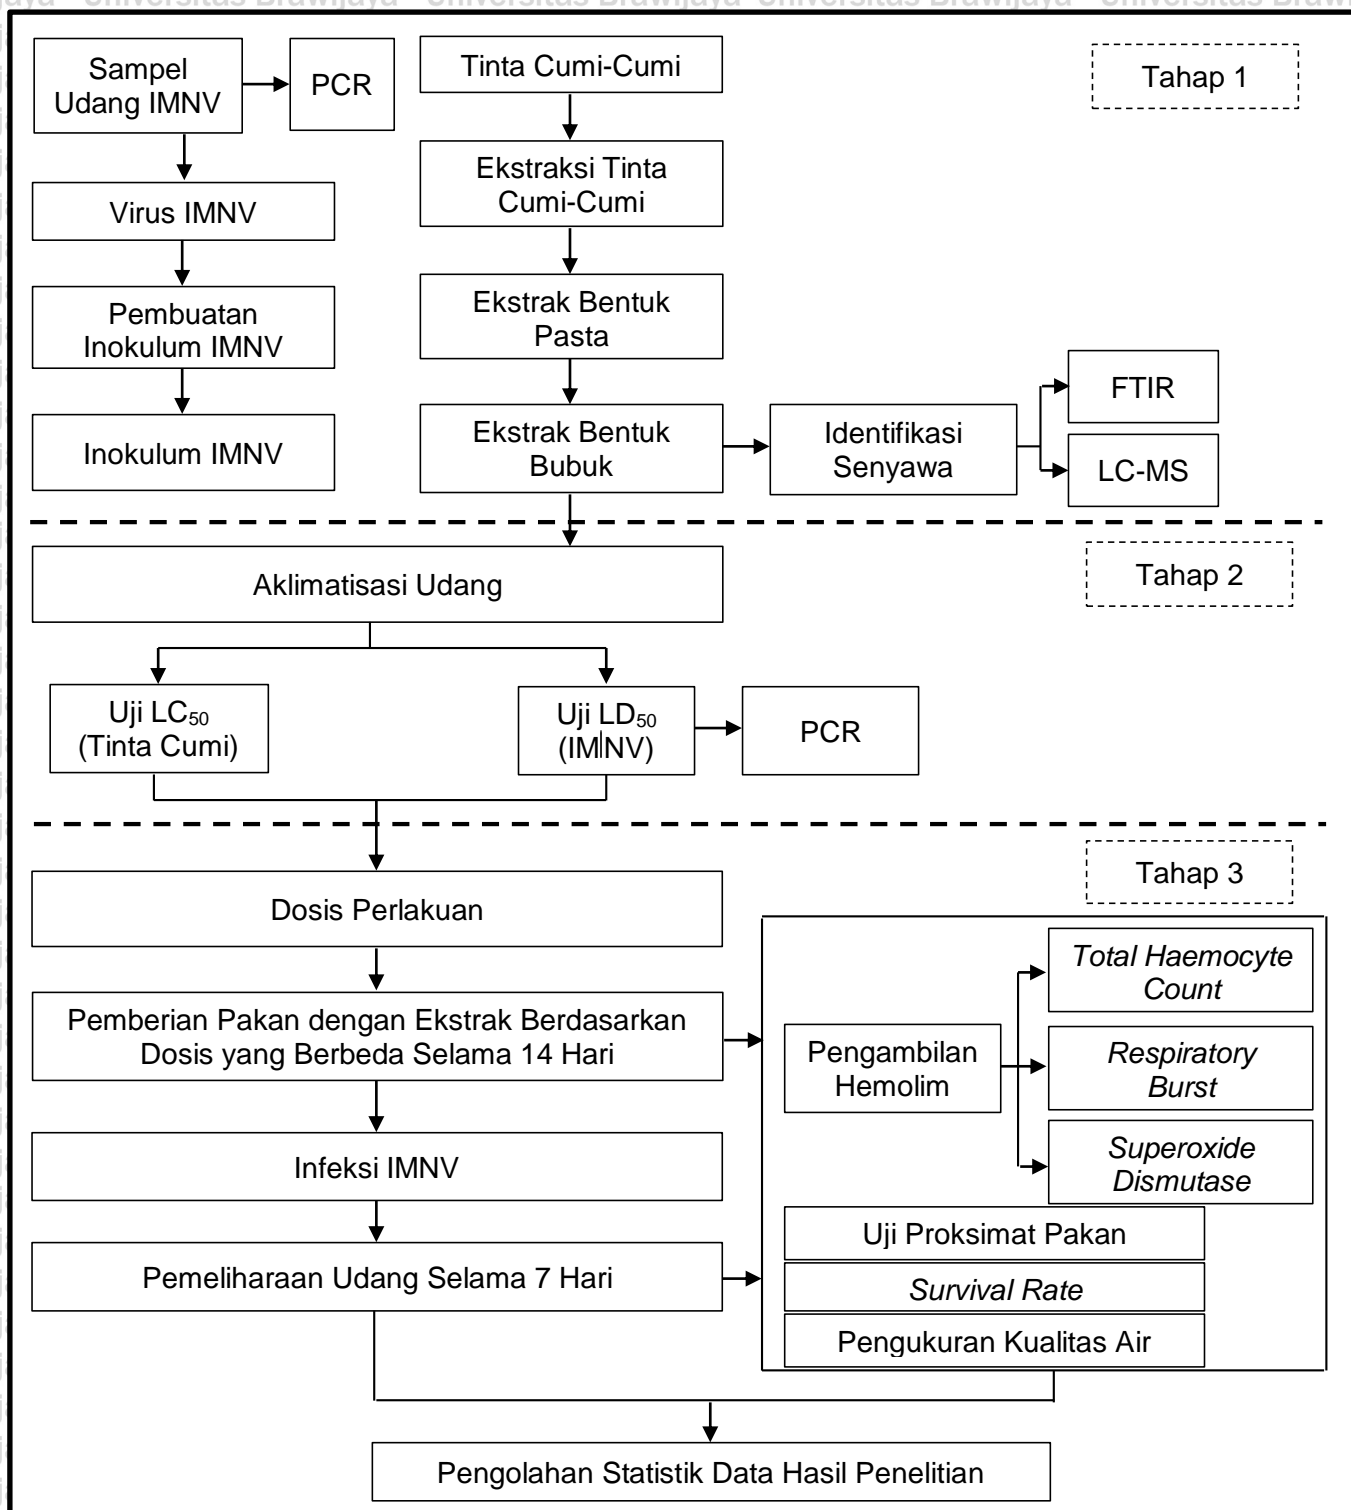 Sampel
Udang IMNV
PCR
Tinta Cumi-Cumi
Tahap 1
Ekstraksi Tinta
Cumi-Cumi
Virus IMNV
Pembuatan
Inokulum IMNV
Ekstrak Bentuk
Pasta
FTIR
Inokulum IMNV
Ekstrak Bentuk
Bubuk
Identifikasi
Senyawa
LC-MS
Aklimatisasi Udang
Tahap 2
Uji LC₅₀
(Tinta Cumi)
Uji LD₅₀
(IMNV)
PCR
Tahap 3
Dosis Perlakuan
Total Haemocyte
Count
Pemberian Pakan dengan Ekstrak Berdasarkan
Dosis yang Berbeda Selama 14 Hari
Pengambilan
Hemolim
Respiratory
Burst
Infeksi IMNV
Superoxide
Dismutase
Uji Proksimat Pakan
Pemeliharaan Udang Selama 7 Hari
Survival Rate
Pengukuran Kualitas Air
Pengolahan Statistik Data Hasil Penelitian